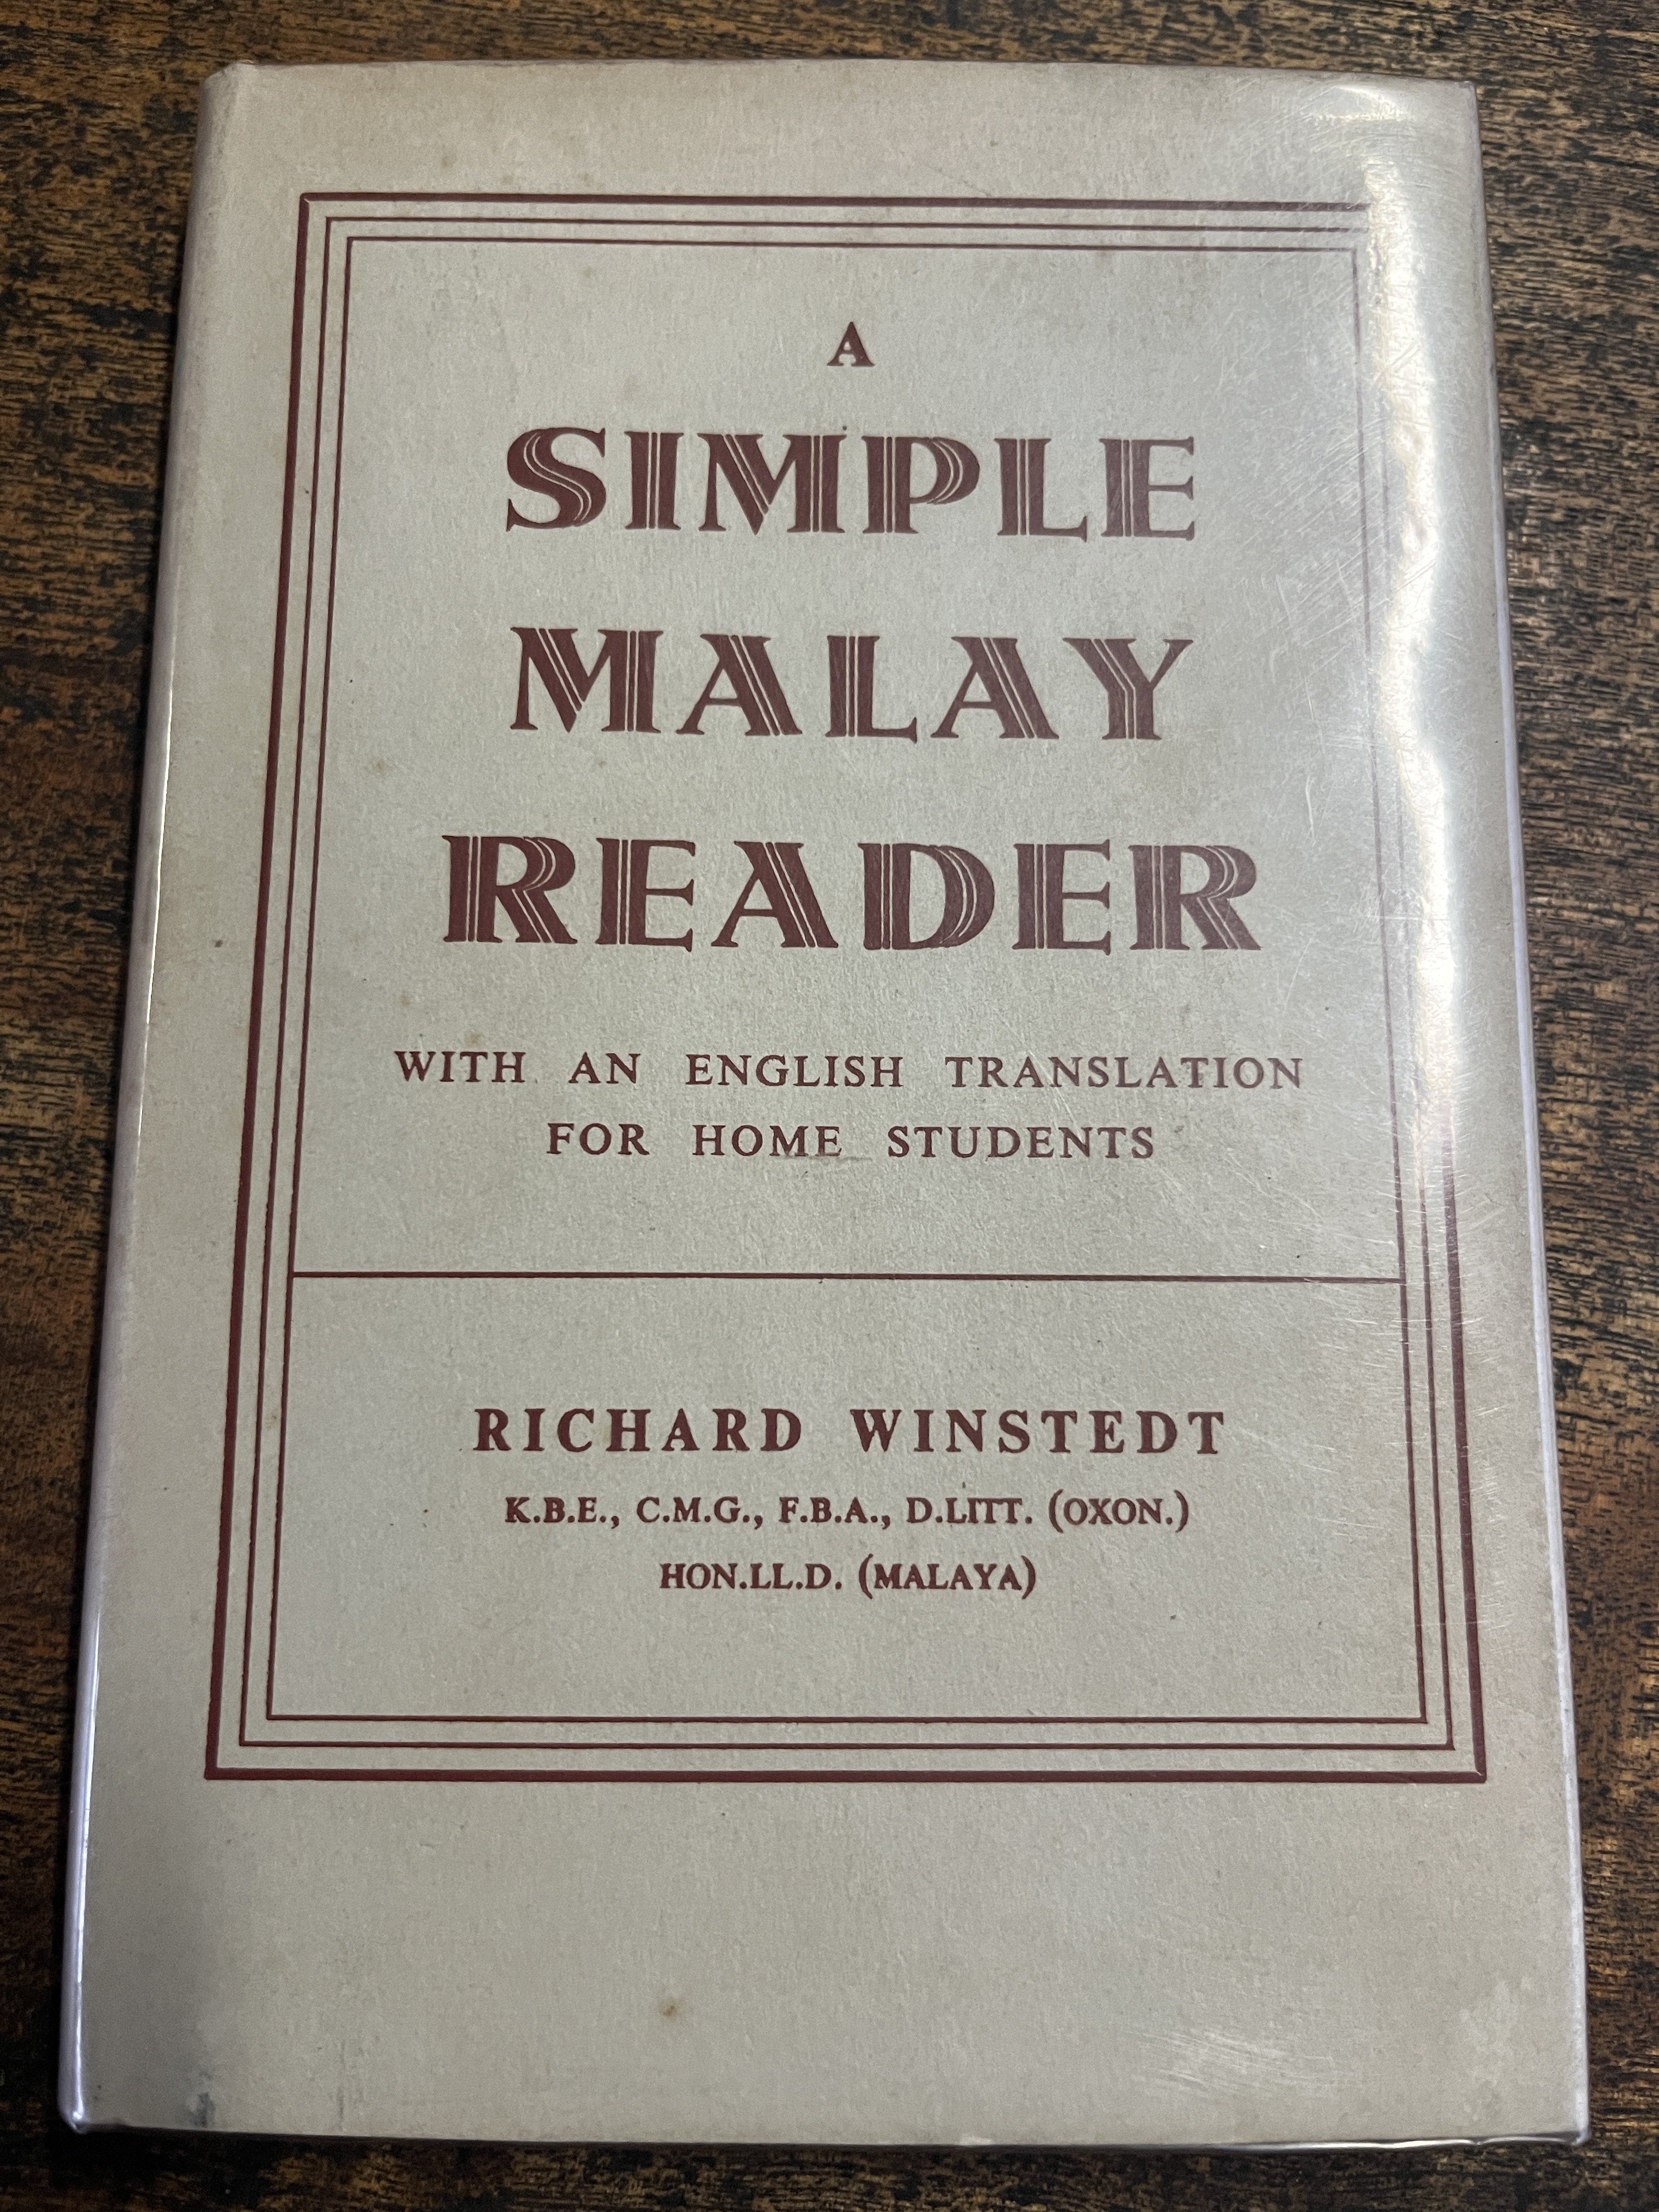 A
SIMPLE
MALAY
READER
WITH AN ENGLISH TRANSLATION
FOR HOME STUDENTS
RICHARD WINSTEDT
K.B.E., C.M.G., F.B.A., D.LITT. (OXON.)
HON.LL.D. (MALAYA)